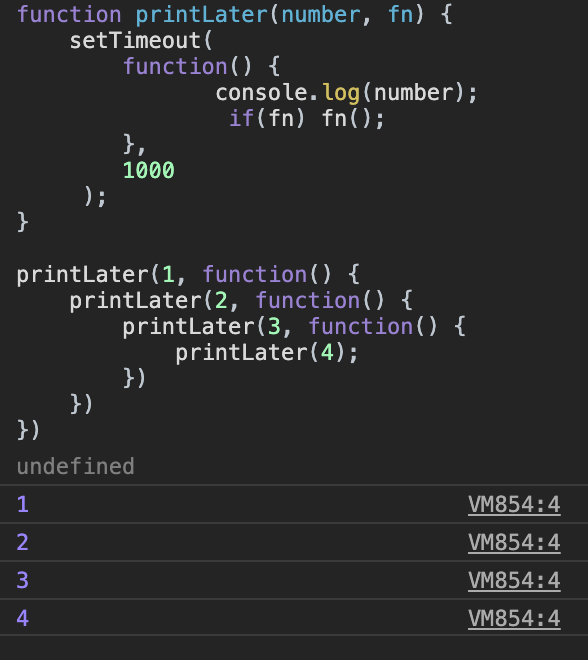 function printLater(number, fn) {
    setTimeout(
        function() {
               console.log(number);
                if(fn) fn();
        },
        1000
     );
}

printLater(1, function() {
    printLater(2, function() {
        printLater(3, function() {
            printLater(4);
        })
    })
})
undefined
1 VM854:4
2 VM854:4
3 VM854:4
4 VM854:4